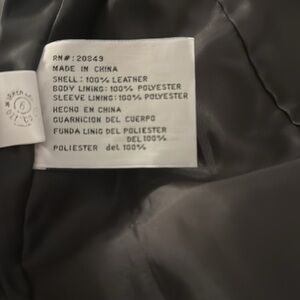 RN#: 20849
MADE IN CHINA
SHELL: 100% LEATHER
BODY LINING: 100% POLYESTER
SLEEVE LINING: 100% POLYESTER
HECHO EN CHINA
GUARNICION DEL CUERPO
FUNDA LINIG DEL POLIESTER
DEL 100%
POLIESTER del 100%